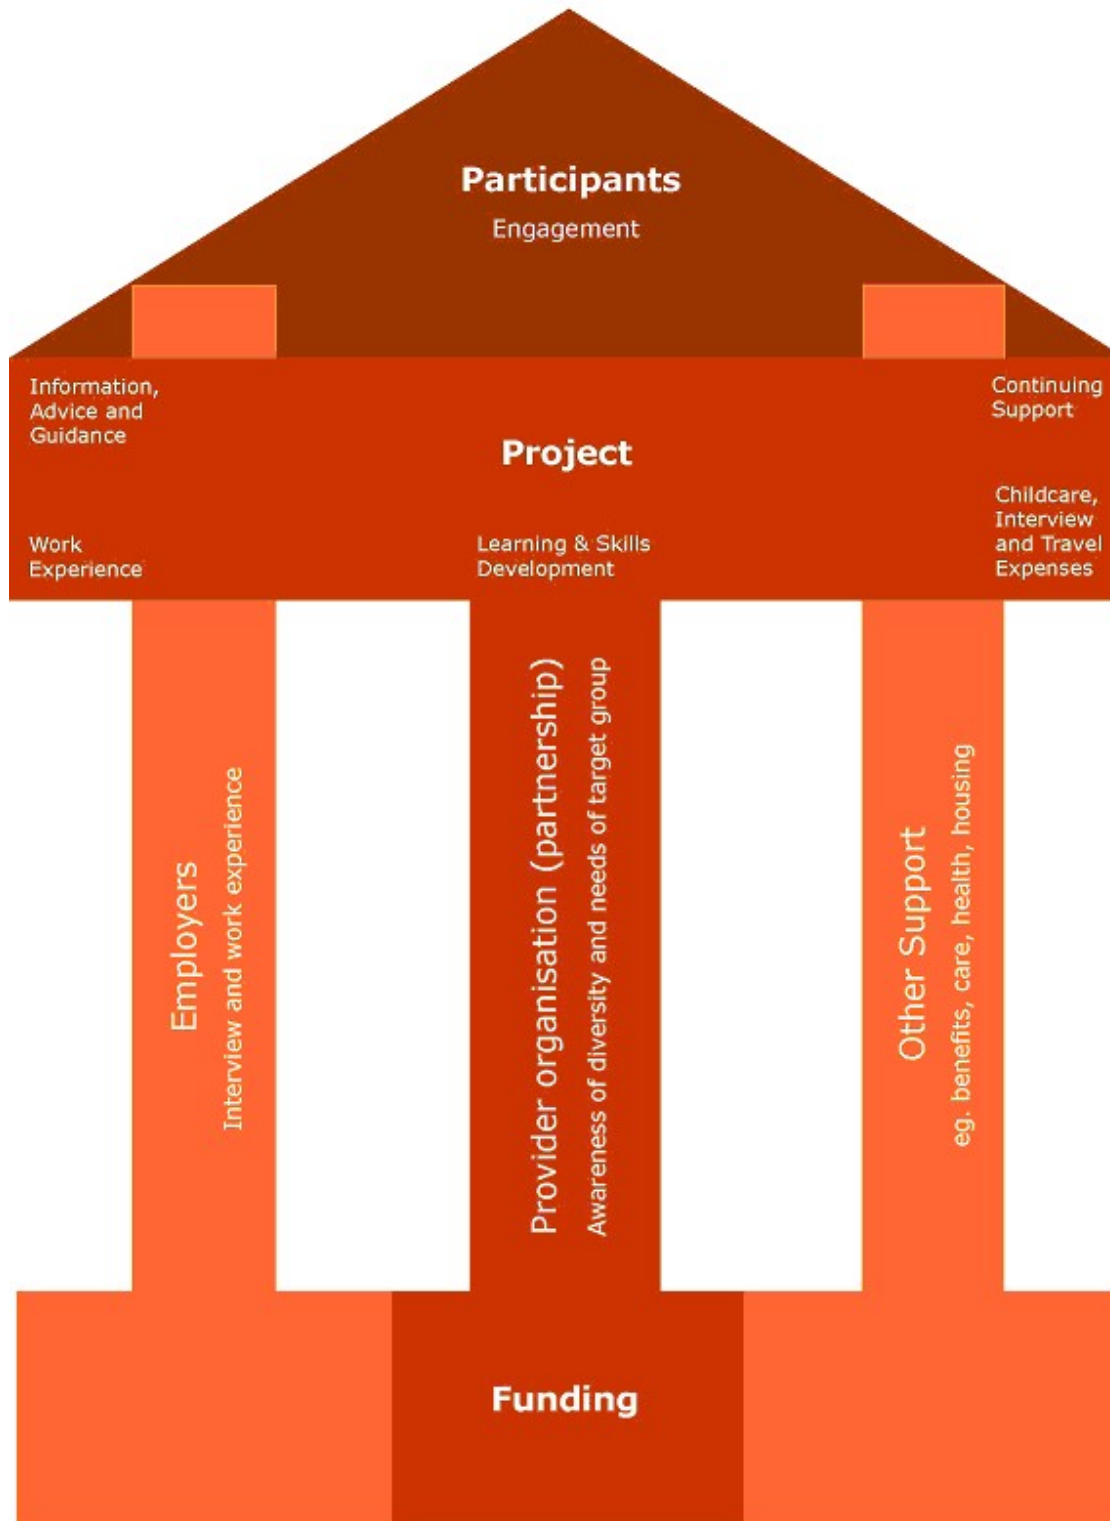 Participants
Engagement
Information,
Advice and
Guidance
Continuing
Support
Project
Work
Experience
Learning & Skills
Development
Childcare,
Interview
and Travel
Expenses
Employers
Interview and work experience
Provider organisation (partnership)
Awareness of diversity and needs of target group
Other Support
eg. benefits, care, health, housing
Funding